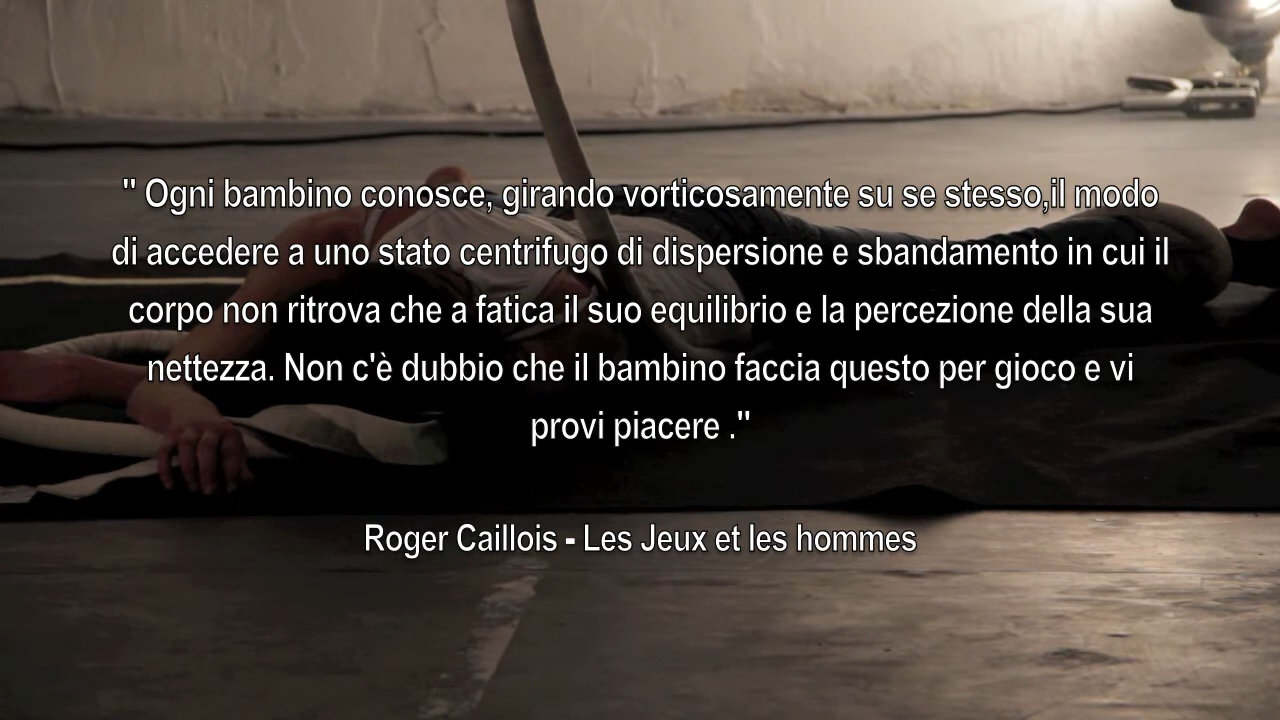 " Ogni bambino conosce, girando vorticosamente su se stesso,il modo
di accedere a uno stato centrifugo di dispersione e sbandamento in cui il
corpo non ritrova che a fatica il suo equilibrio e la percezione della sua
nettezza. Non c'è dubbio che il bambino faccia questo per gioco e vi
provi piacere ."
Roger Caillois - Les Jeux et les hommes